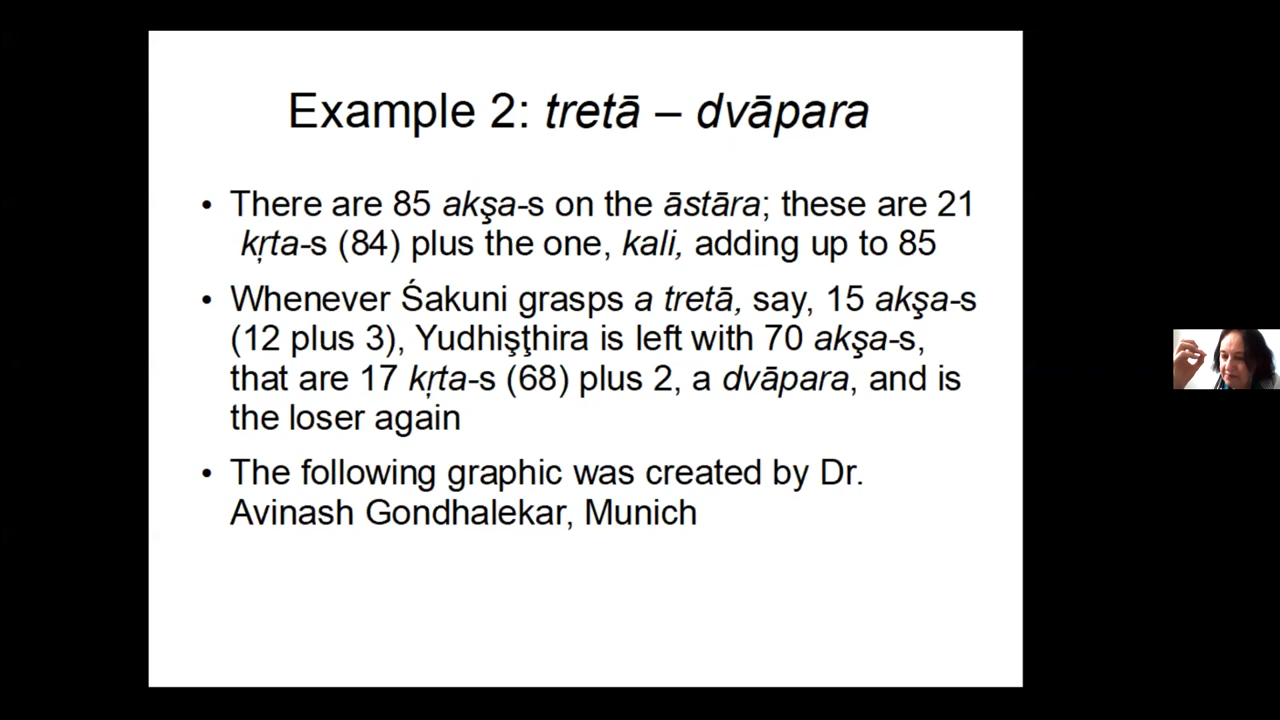 Example 2: tretā – dvāpara
• There are 85 akşa-s on the āstāra; these are 21
kŗta-s (84) plus the one, kali, adding up to 85
• Whenever Śakuni grasps a tretā, say, 15 akşa-s
(12 plus 3), Yudhişţhira is left with 70 akşa-s,
that are 17 kŗta-s (68) plus 2, a dvāpara, and is
the loser again
• The following graphic was created by Dr.
Avinash Gondhalekar, Munich